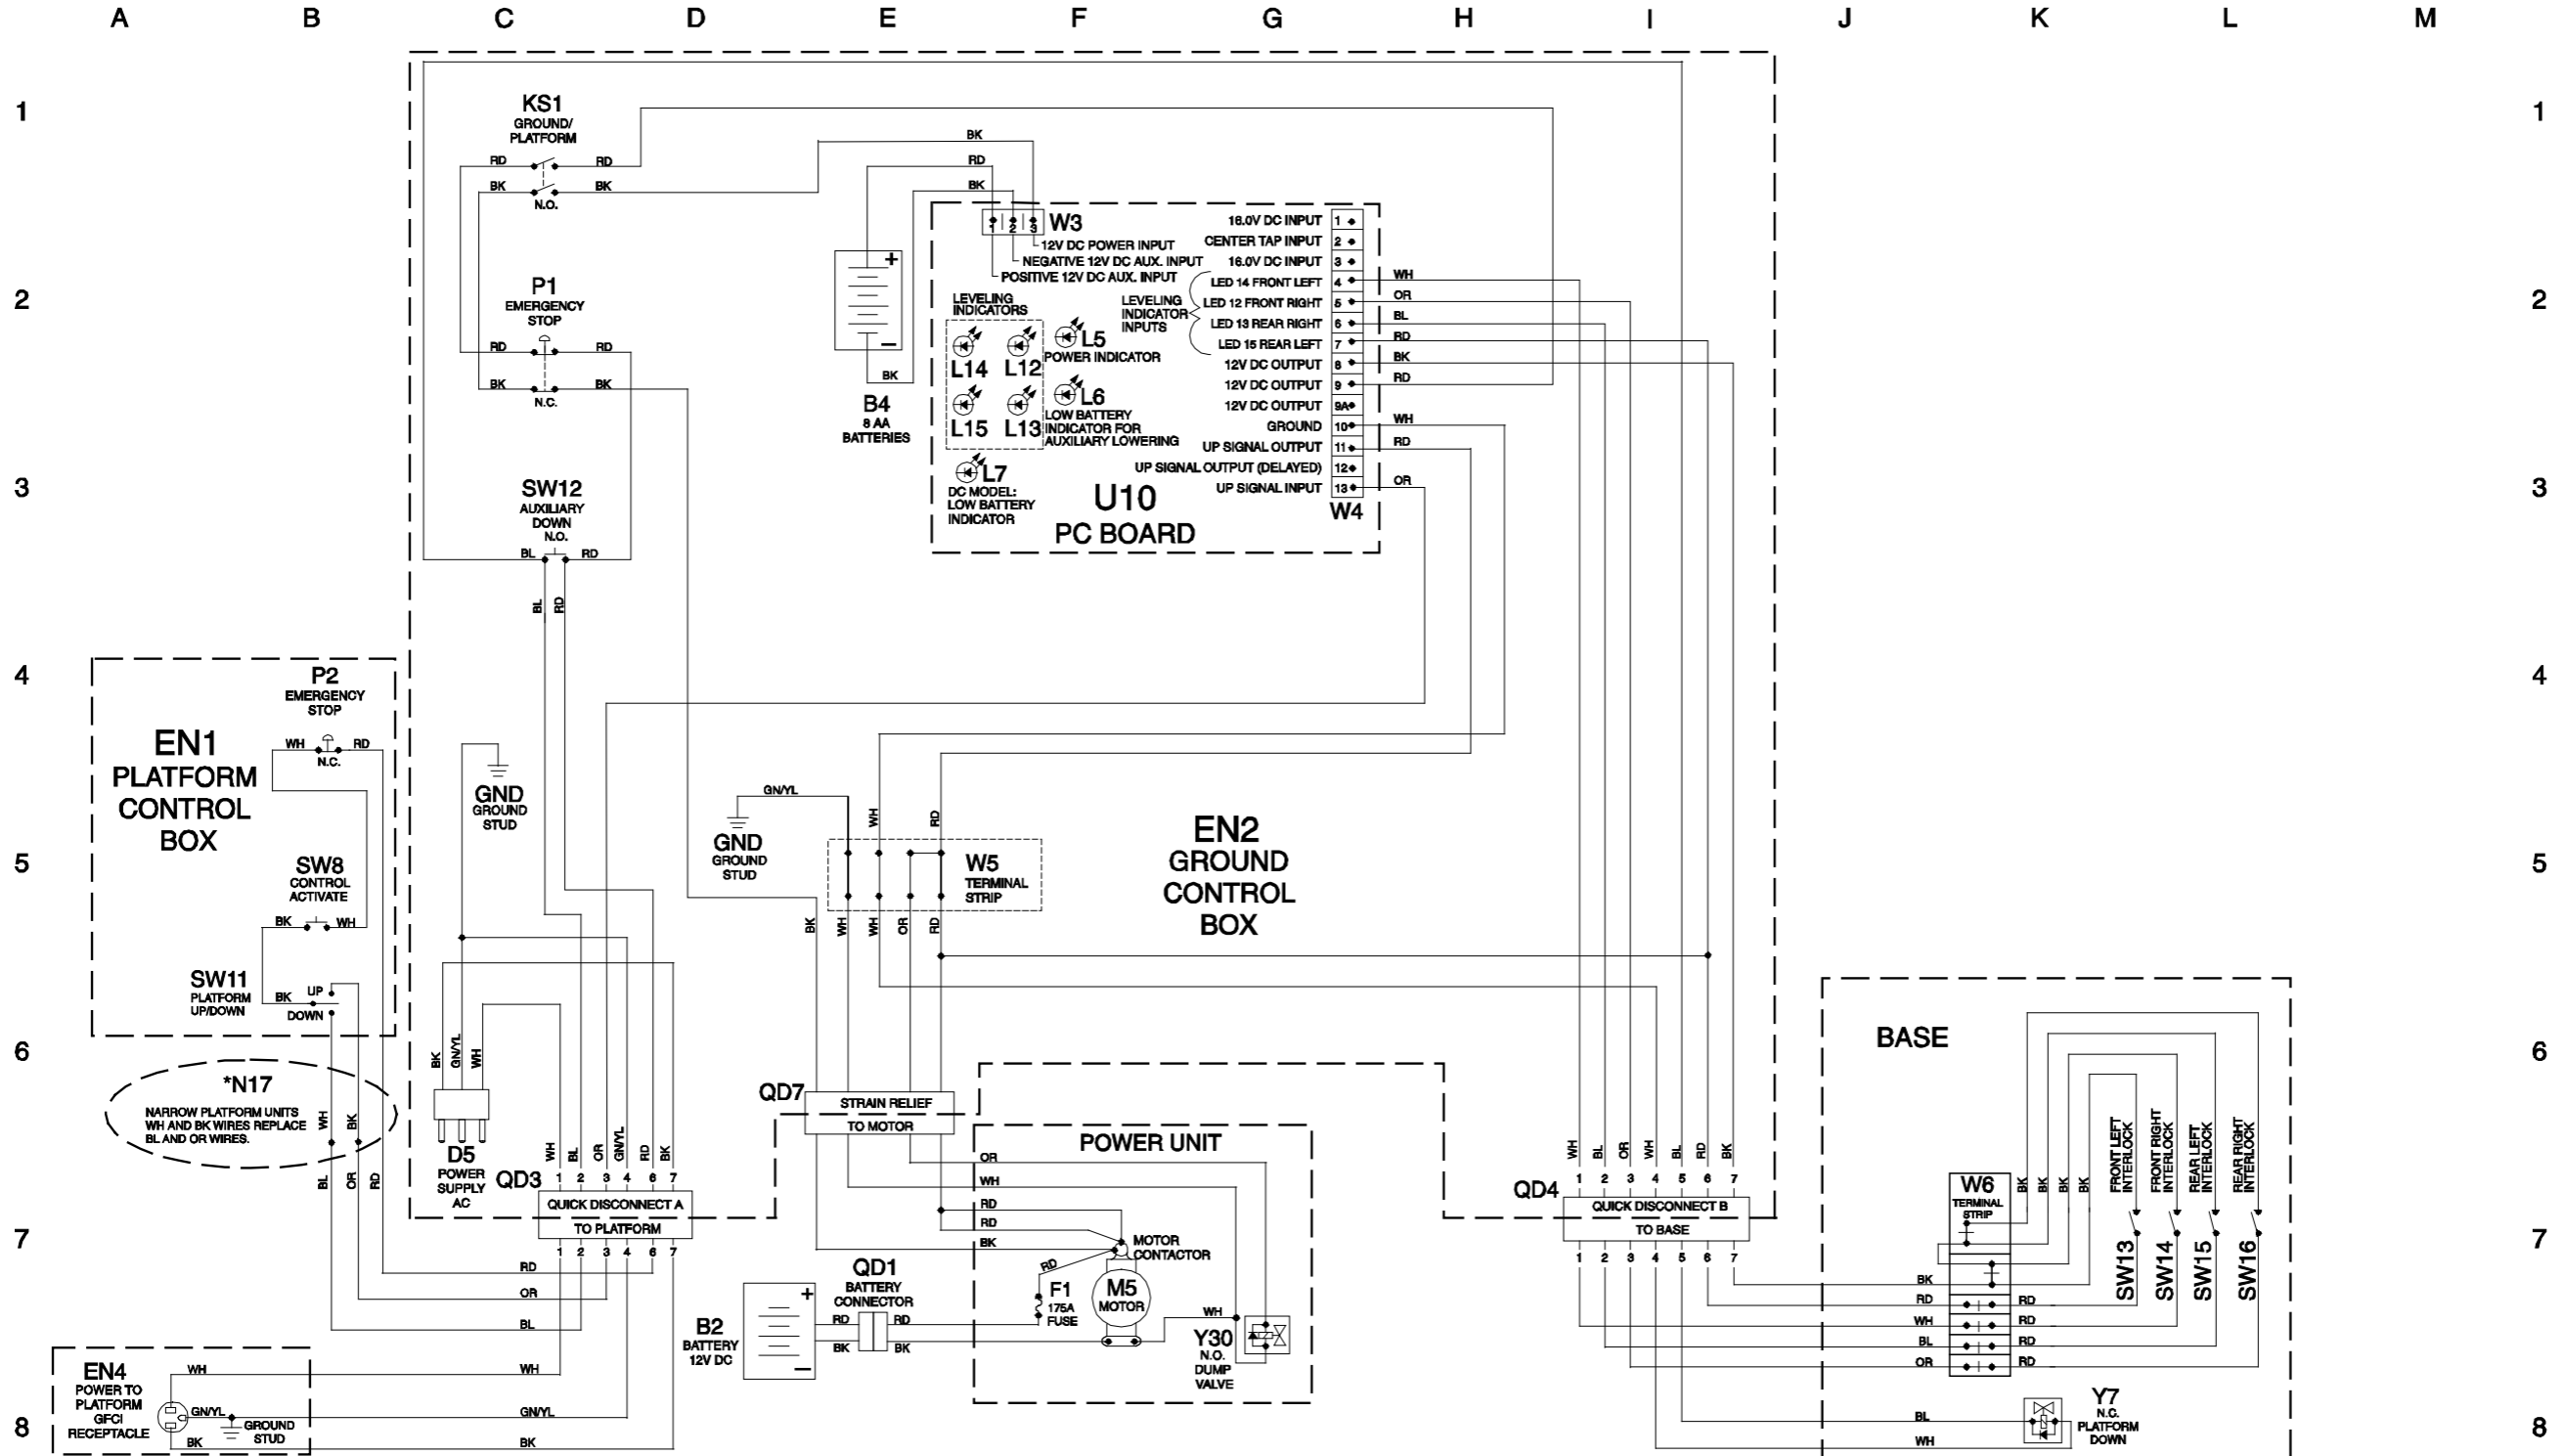 A B C D E F G H I J K L M
1 1
2 2
3 3
4 4
5 5
6 6
7 7
8 8
KS1
GROUND/
PLATFORM
RD RD
BK BK
N.O.
P1
EMERGENCY
STOP
RD RD
BK BK
N.C.
SW12
AUXILIARY
DOWN
N.O.
BL RD
BL RD
BK
RD
BK
B4
8 AA
BATTERIES
+
−
BK
W3
1 2 3
12V DC POWER INPUT
NEGATIVE 12V DC AUX. INPUT
POSITIVE 12V DC AUX. INPUT
LEVELING
INDICATORS
L14 L12
L15 L13
L5
POWER INDICATOR
L6
LOW BATTERY
INDICATOR FOR
AUXILIARY LOWERING
L7
DC MODEL:
LOW BATTERY
INDICATOR
U10
PC BOARD
LEVELING
INDICATOR
INPUTS
16.0V DC INPUT 1
CENTER TAP INPUT 2
16.0V DC INPUT 3
LED 14 FRONT LEFT 4 WH
LED 12 FRONT RIGHT 5 OR
LED 13 REAR RIGHT 6 BL
LED 15 REAR LEFT 7 RD
12V DC OUTPUT 8 BK
12V DC OUTPUT 9 RD
12V DC OUTPUT 9A
GROUND 10 WH
UP SIGNAL OUTPUT 11 RD
UP SIGNAL OUTPUT (DELAYED) 12
UP SIGNAL INPUT 13 OR
W4
EN1
PLATFORM
CONTROL
BOX
P2
EMERGENCY
STOP
WH RD
N.C.
SW8
CONTROL
ACTIVATE
BK WH
SW11
PLATFORM
UP/DOWN
BK UP
DOWN
*N17
NARROW PLATFORM UNITS
WH AND BK WIRES REPLACE
BL AND OR WIRES.
WH BK
BL OR RD
GND
GROUND
STUD
GND
GROUND
STUD
GN/YL
WH RD
W5
TERMINAL
STRIP
BK WH WH OR RD
EN2
GROUND
CONTROL
BOX
BK GN/YL WH
D5
POWER
SUPPLY
AC
QD3
WH BL OR GN/YL RD BK
1 2 3 4 6 7
QUICK DISCONNECT A
TO PLATFORM
1 2 3 4 6 7
RD
OR
BL
WH
GN/YL
BK
EN4
POWER TO
PLATFORM
GFCI
RECEPTACLE
WH
GN/YL
GROUND
STUD
BK
QD7
STRAIN RELIEF
TO MOTOR
POWER UNIT
OR
WH
RD
RD
BK
MOTOR
CONTACTOR
RD
F1
175A
FUSE
M5
MOTOR
QD1
BATTERY
CONNECTOR
RD RD
BK BK
B2
BATTERY
12V DC
+
−
WH
Y30
N.O.
DUMP
VALVE
QD4
WH BL OR WH BL RD BK
1 2 3 4 5 6 7
QUICK DISCONNECT B
TO BASE
1 2 3 4 5 6 7
BASE
W6
TERMINAL
STRIP
BK BK BK BK
FRONT LEFT
INTERLOCK
FRONT RIGHT
INTERLOCK
REAR LEFT
INTERLOCK
REAR RIGHT
INTERLOCK
SW13 SW14 SW15 SW16
BK
RD RD
WH RD
BL RD
OR RD
BL
WH
Y7
N.C.
PLATFORM
DOWN